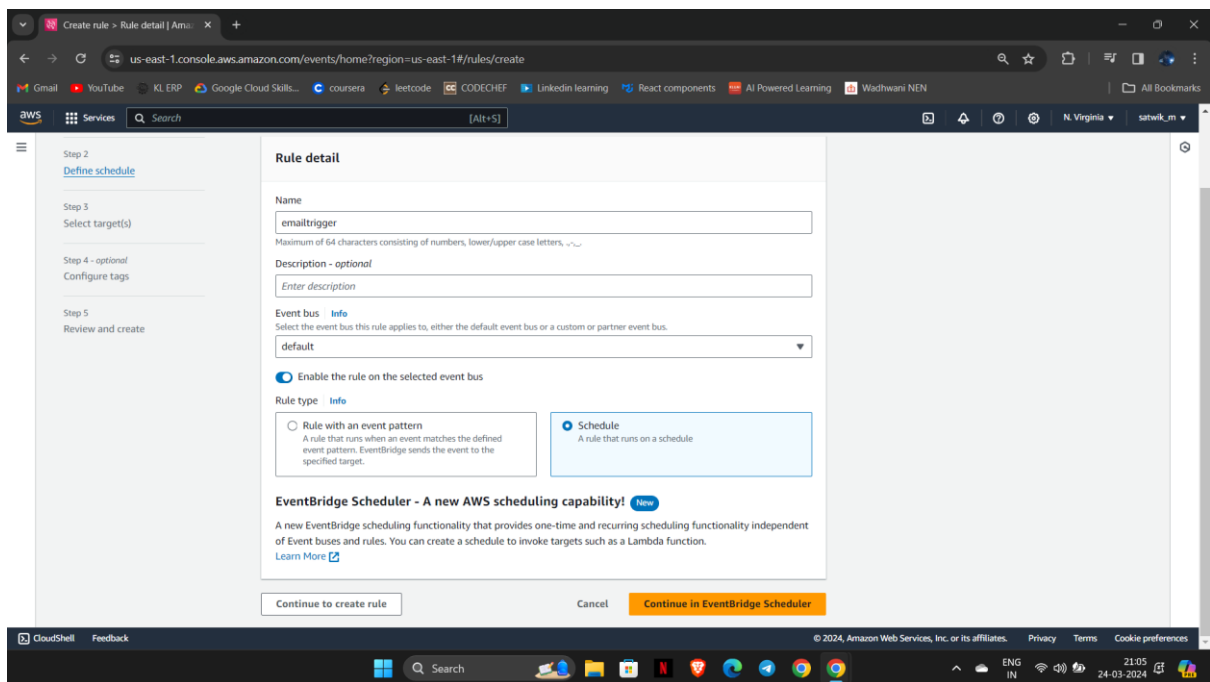 Create rule > Rule detail | Ama
us-east-1.console.aws.amazon.com/events/home?region=us-east-1#/rules/create
Gmail YouTube KL ERP Google Cloud Skills... coursera leetcode CODECHEF Linkedin learning React components AI Powered Learning Wadhwani NEN All Bookmarks
aws Services Search [Alt+S] N. Virginia satwik_m
Step 2
Define schedule
Step 3
Select target(s)
Step 4 - optional
Configure tags
Step 5
Review and create
Rule detail
Name
emailtrigger
Maximum of 64 characters consisting of numbers, lower/upper case letters, .,-,_.
Description - optional
Enter description
Event bus Info
Select the event bus this rule applies to, either the default event bus or a custom or partner event bus.
default
Enable the rule on the selected event bus
Rule type Info
Rule with an event pattern
A rule that runs when an event matches the defined
event pattern. EventBridge sends the event to the
specified target.
Schedule
A rule that runs on a schedule
EventBridge Scheduler - A new AWS scheduling capability! New
A new EventBridge scheduling functionality that provides one-time and recurring scheduling functionality independent
of Event buses and rules. You can create a schedule to invoke targets such as a Lambda function.
Learn More
Continue to create rule Cancel Continue in EventBridge Scheduler
CloudShell Feedback © 2024, Amazon Web Services, Inc. or its affiliates. Privacy Terms Cookie preferences
Search ENG 21:05
IN 24-03-2024